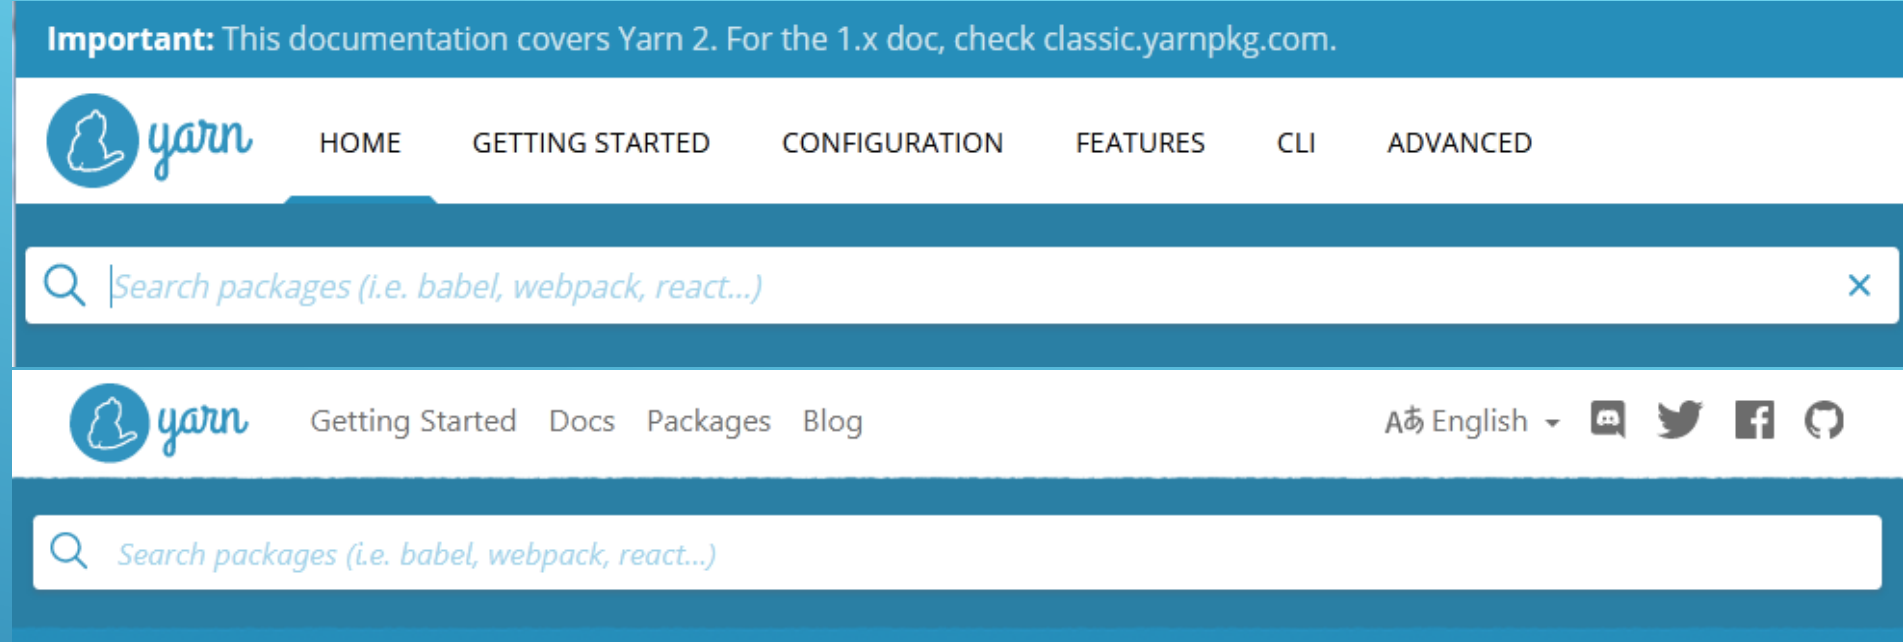 Important: This documentation covers Yarn 2. For the 1.x doc, check classic.yarnpkg.com.
yarn HOME GETTING STARTED CONFIGURATION FEATURES CLI ADVANCED
Search packages (i.e. babel, webpack, react...)
yarn Getting Started Docs Packages Blog Aあ English
Search packages (i.e. babel, webpack, react...)